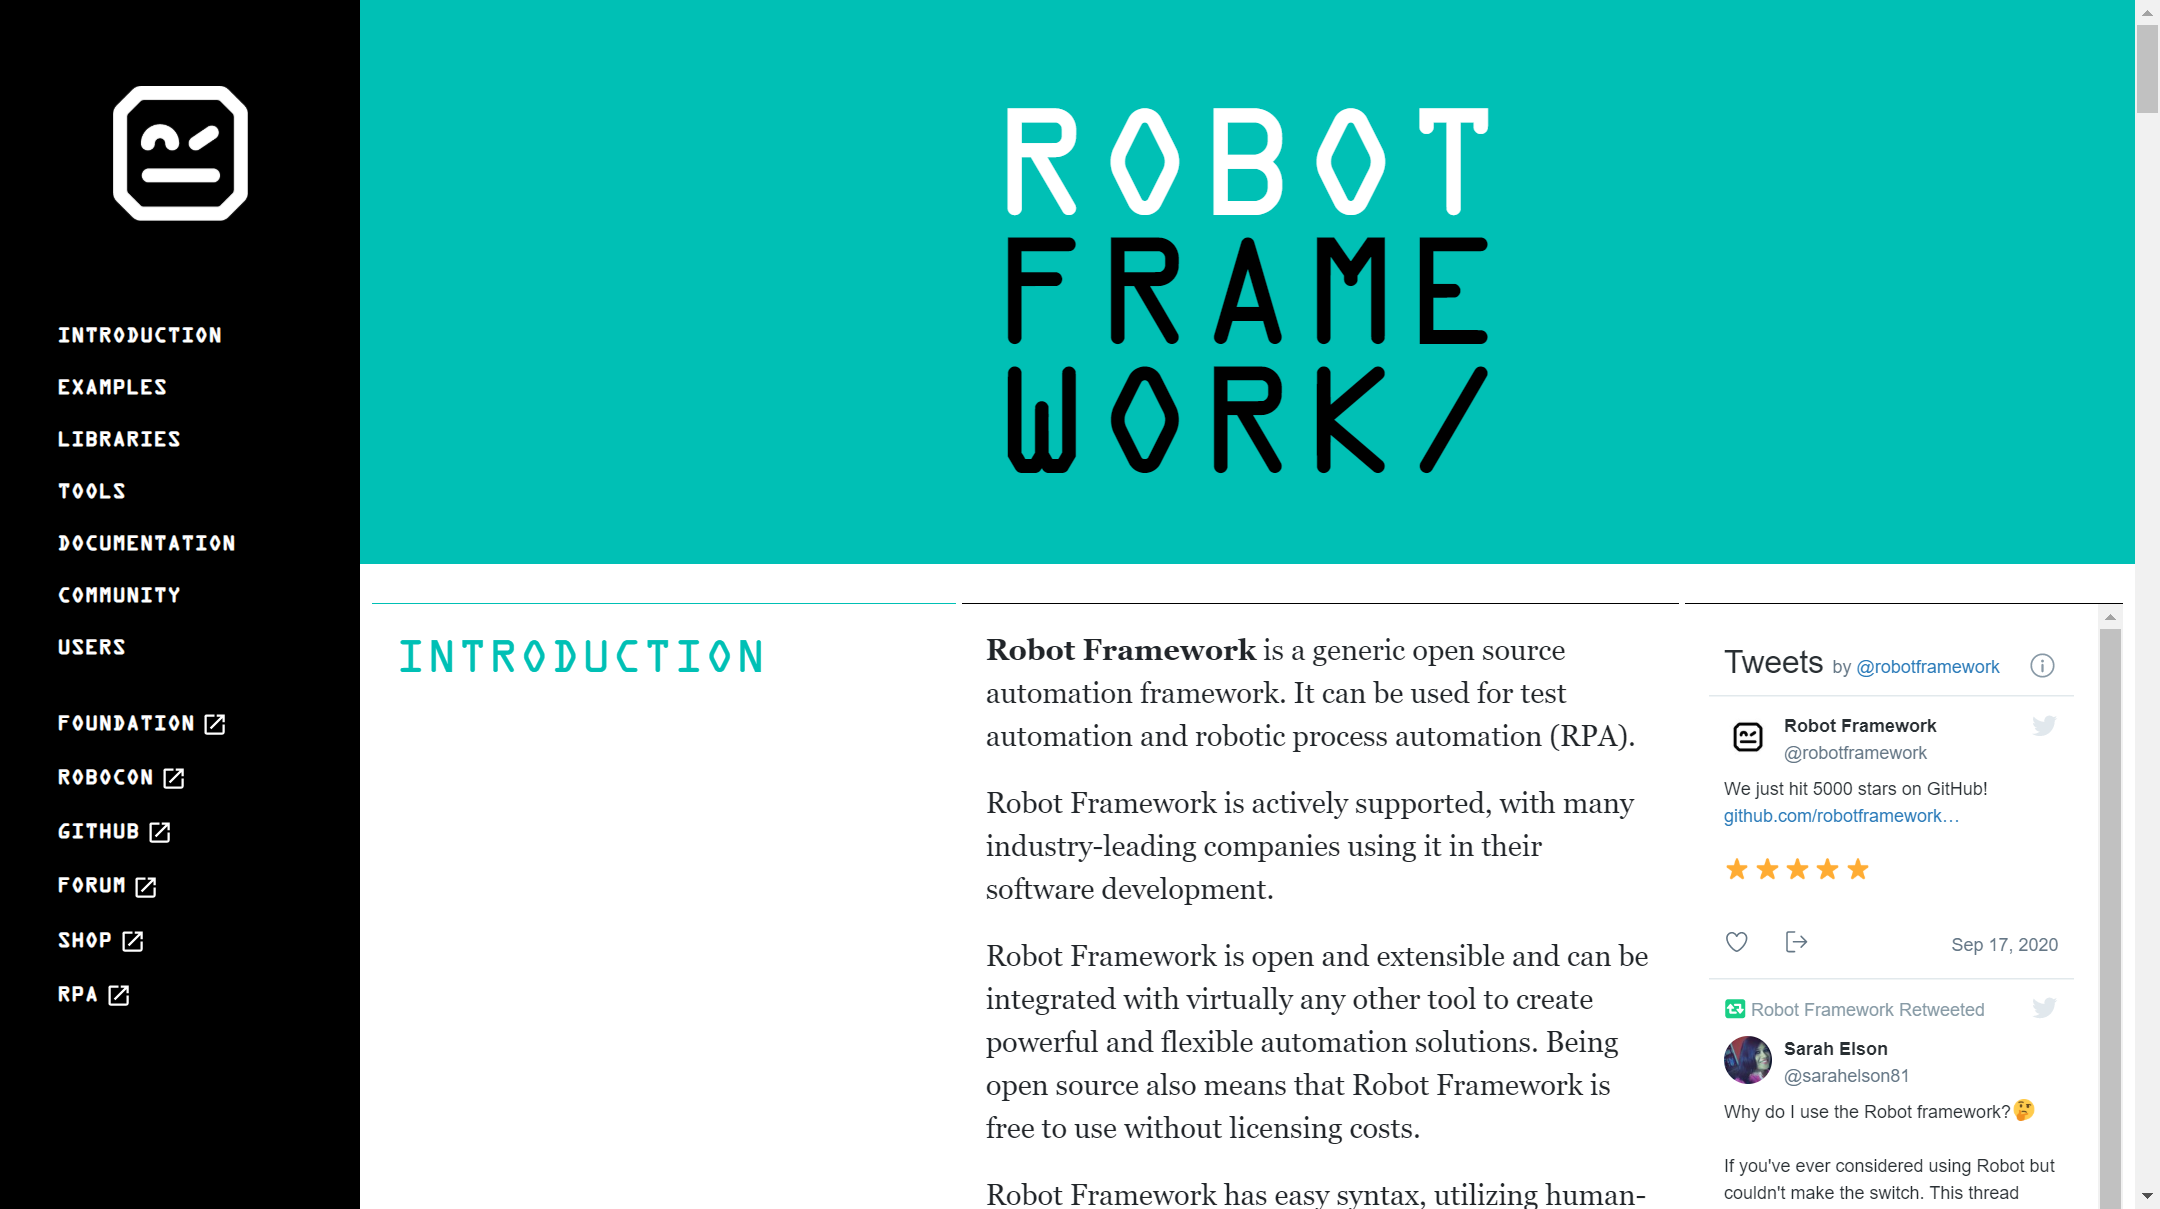 INTRODUCTION
EXAMPLES
LIBRARIES
TOOLS
DOCUMENTATION
COMMUNITY
USERS
FOUNDATION
ROBOCON
GITHUB
FORUM
SHOP
RPA
ROBOT
FRAME
WORK/
INTRODUCTION
Robot Framework is a generic open source
automation framework. It can be used for test
automation and robotic process automation (RPA).
Robot Framework is actively supported, with many
industry-leading companies using it in their
software development.
Robot Framework is open and extensible and can be
integrated with virtually any other tool to create
powerful and flexible automation solutions. Being
open source also means that Robot Framework is
free to use without licensing costs.
Robot Framework has easy syntax, utilizing human-
Tweets by @robotframework
Robot Framework
@robotframework
We just hit 5000 stars on GitHub!
github.com/robotframework…
Sep 17, 2020
Robot Framework Retweeted
Sarah Elson
@sarahelson81
Why do I use the Robot framework?🤔
If you've ever considered using Robot but
couldn't make the switch. This thread